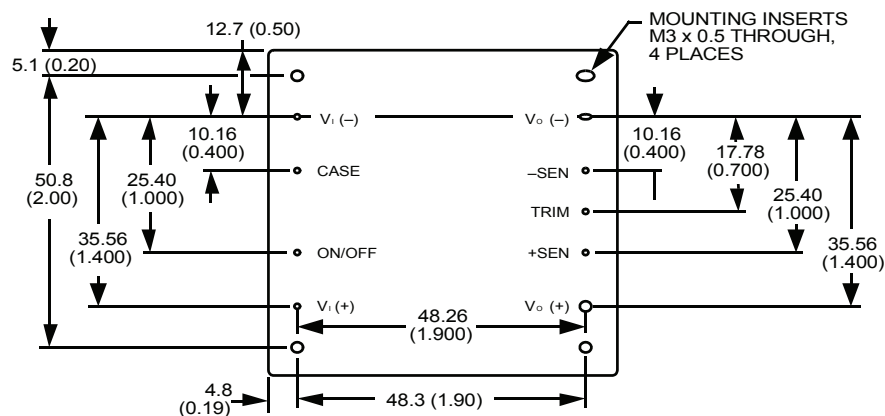 12.7 (0.50)
5.1 (0.20)
MOUNTING INSERTS
M3 x 0.5 THROUGH,
4 PLACES
VI (–)
VO (–)
10.16
(0.400)
10.16
(0.400)
17.78
(0.700)
CASE
–SEN
50.8
(2.00)
25.40
(1.000)
25.40
(1.000)
TRIM
35.56
(1.400)
35.56
(1.400)
ON/OFF
+SEN
VI (+)
VO (+)
48.26
(1.900)
4.8
(0.19)
48.3 (1.90)